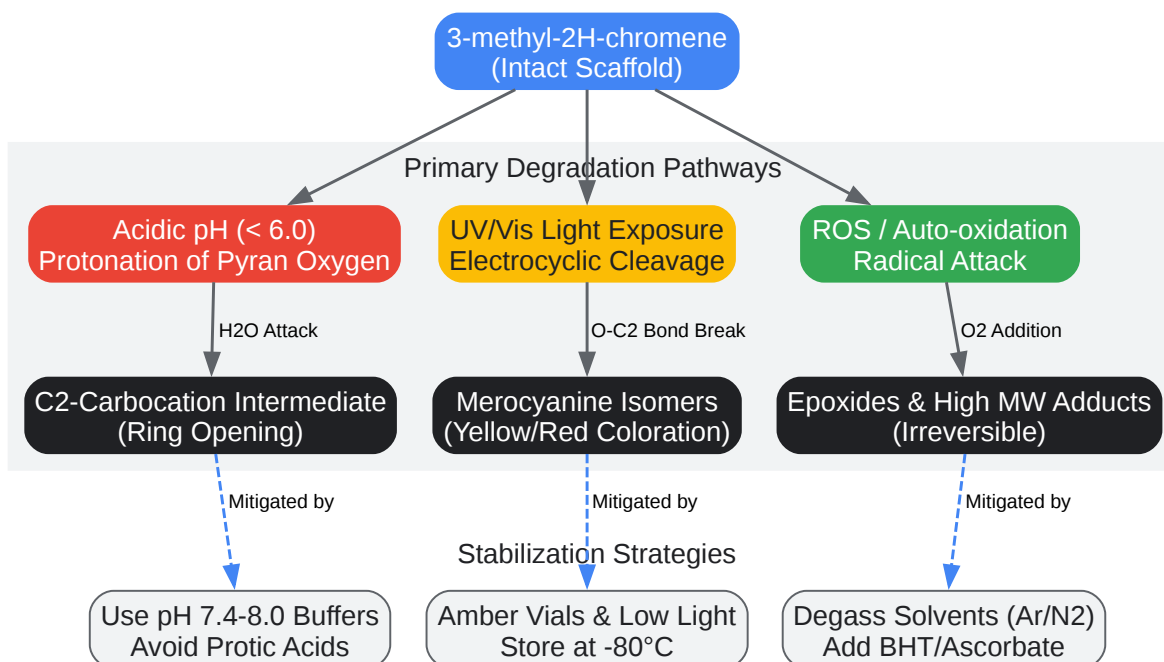 3-methyl-2H-chromene
(Intact Scaffold)
Primary Degradation Pathways
Acidic pH (< 6.0)
Protonation of Pyran Oxygen
UV/Vis Light Exposure
Electrocyclic Cleavage
ROS / Auto-oxidation
Radical Attack
H2O Attack
O-C2 Bond Break
O2 Addition
C2-Carbocation Intermediate
(Ring Opening)
Merocyanine Isomers
(Yellow/Red Coloration)
Epoxides & High MW Adducts
(Irreversible)
Mitigated by
Mitigated by
Mitigated by
Stabilization Strategies
Use pH 7.4-8.0 Buffers
Avoid Protic Acids
Amber Vials & Low Light
Store at -80°C
Degass Solvents (Ar/N2)
Add BHT/Ascorbate